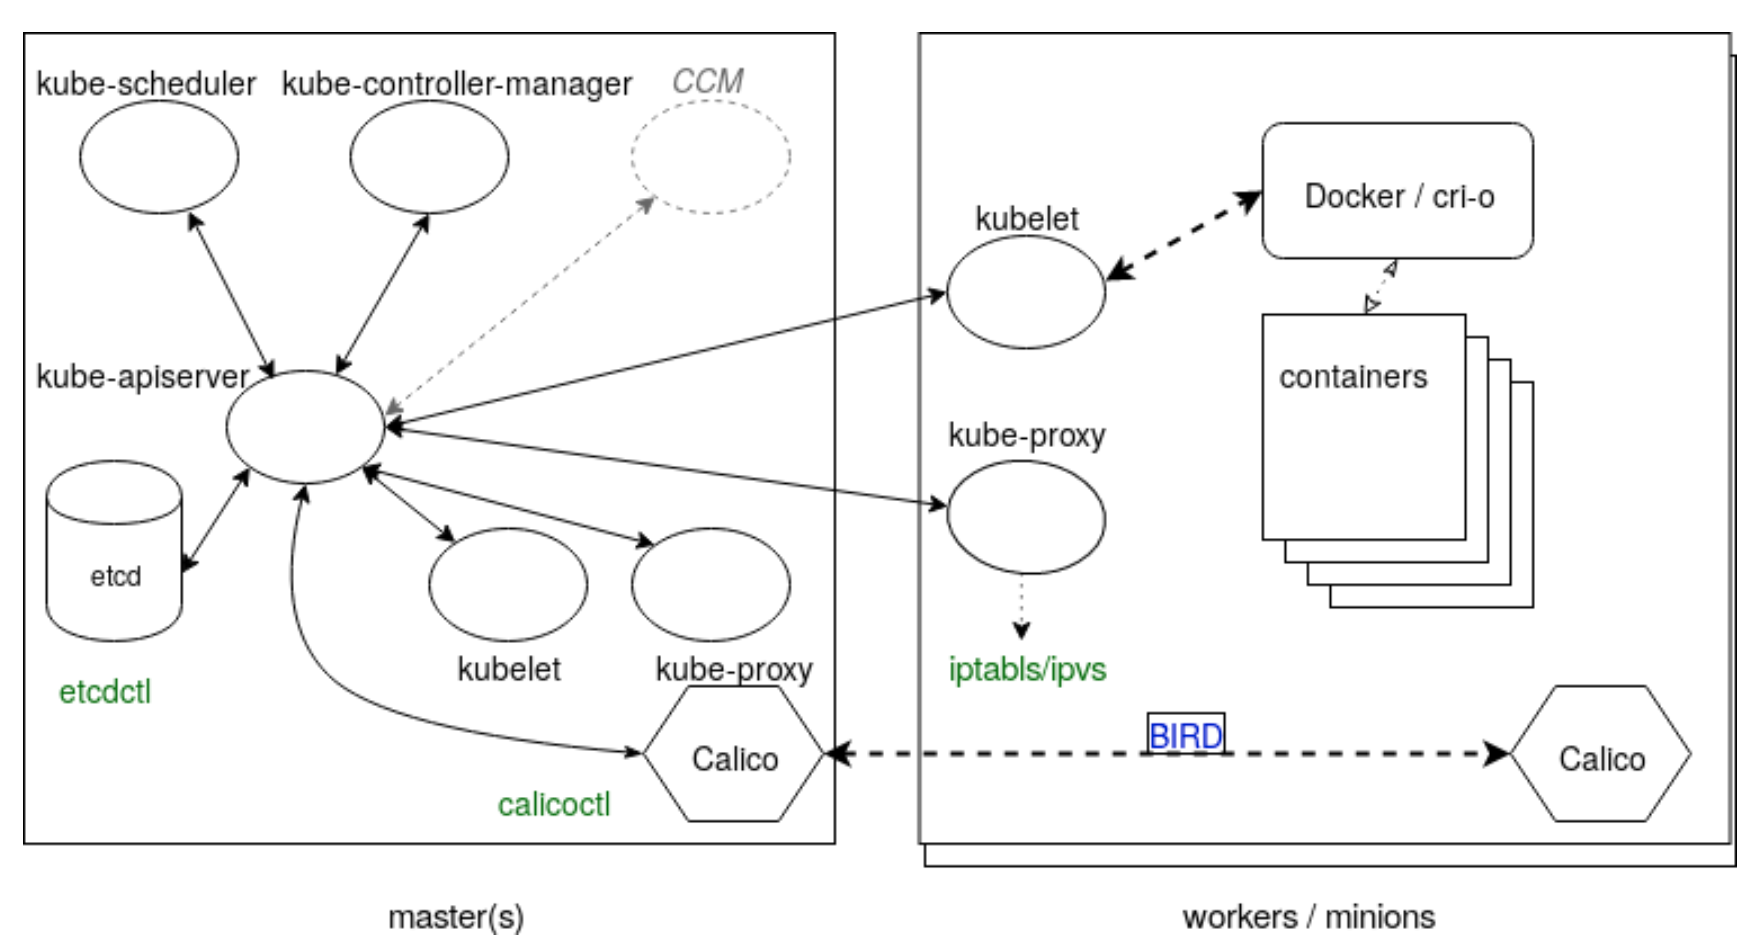 kube-scheduler
kube-controller-manager
CCM
kube-apiserver
etcd
etcdctl
kubelet
kube-proxy
Calico
calicoctl
master(s)
kubelet
Docker / cri-o
containers
kube-proxy
iptabls/ipvs
BIRD
Calico
workers / minions